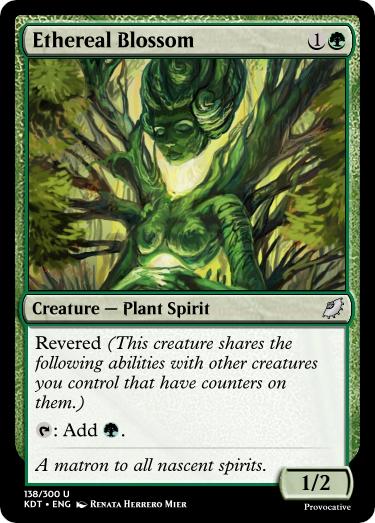 Ethereal Blossom 1
Creature — Plant Spirit
Revered (This creature shares the
following abilities with other creatures
you control that have counters on
them.)
: Add .
A matron to all nascent spirits.
1/2
138/300 U
KDT • ENG Renata Herrero Mier
Provocative